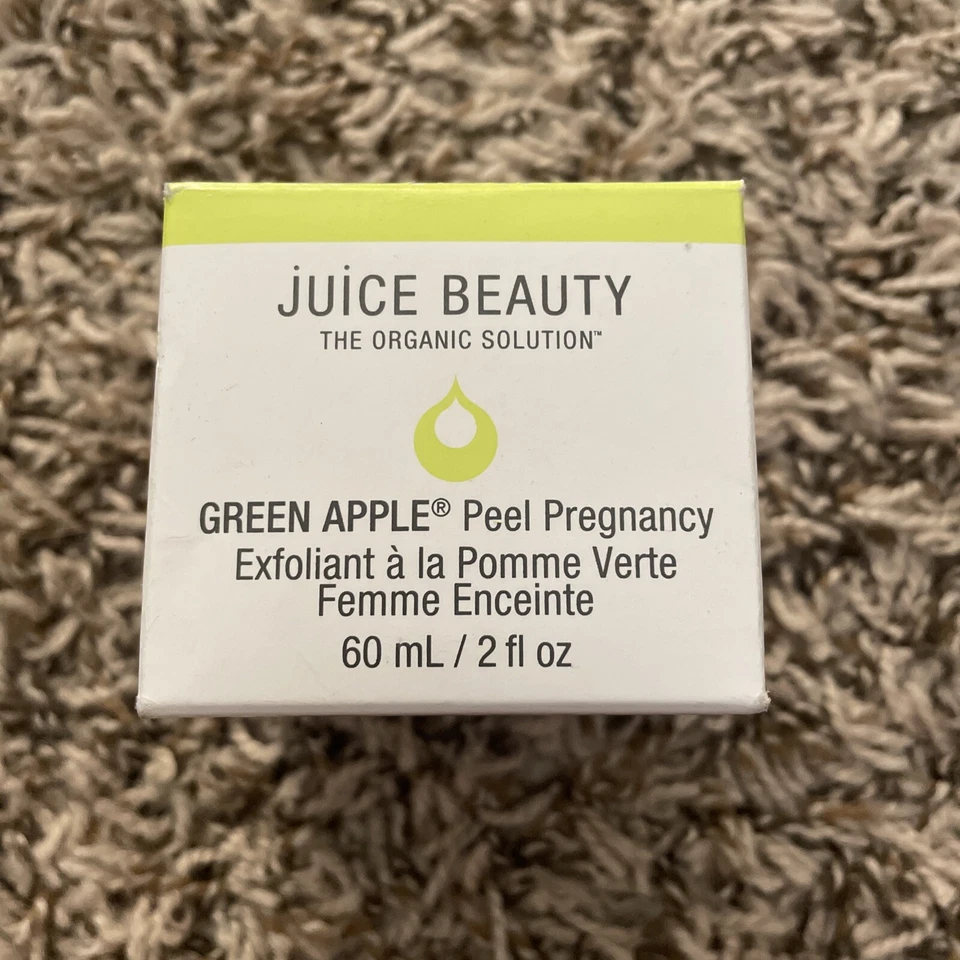 juice BEAUTY
THE ORGANIC SOLUTION™
GREEN APPLE® Peel Pregnancy
Exfoliant à la Pomme Verte
Femme Enceinte
60 mL / 2 fl oz